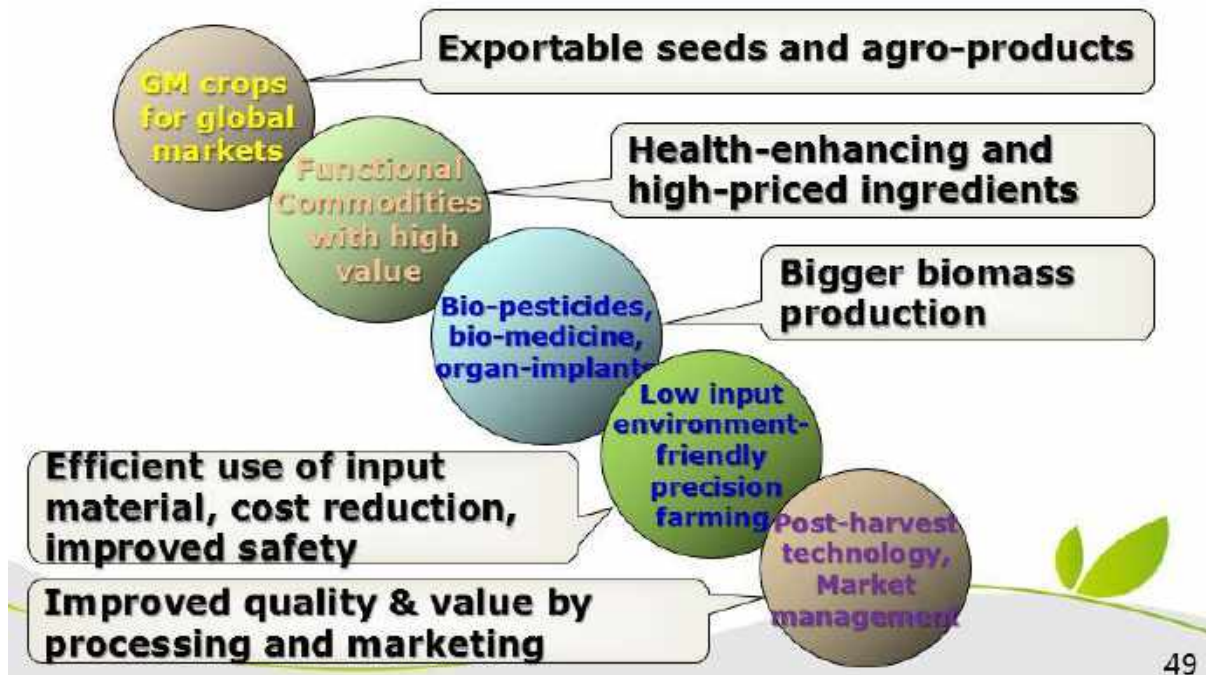 Exportable seeds and agro-products
GM crops
for global
markets
Health-enhancing and
high-priced ingredients
Functional
Commodities
with high
value
Bigger biomass
production
Bio-pesticides,
bio-medicine,
organ-implants
Low input
environment-
friendly
precision
farming
Efficient use of input
material, cost reduction,
improved safety
Post-harvest
technology,
Market
management
Improved quality & value by
processing and marketing
49